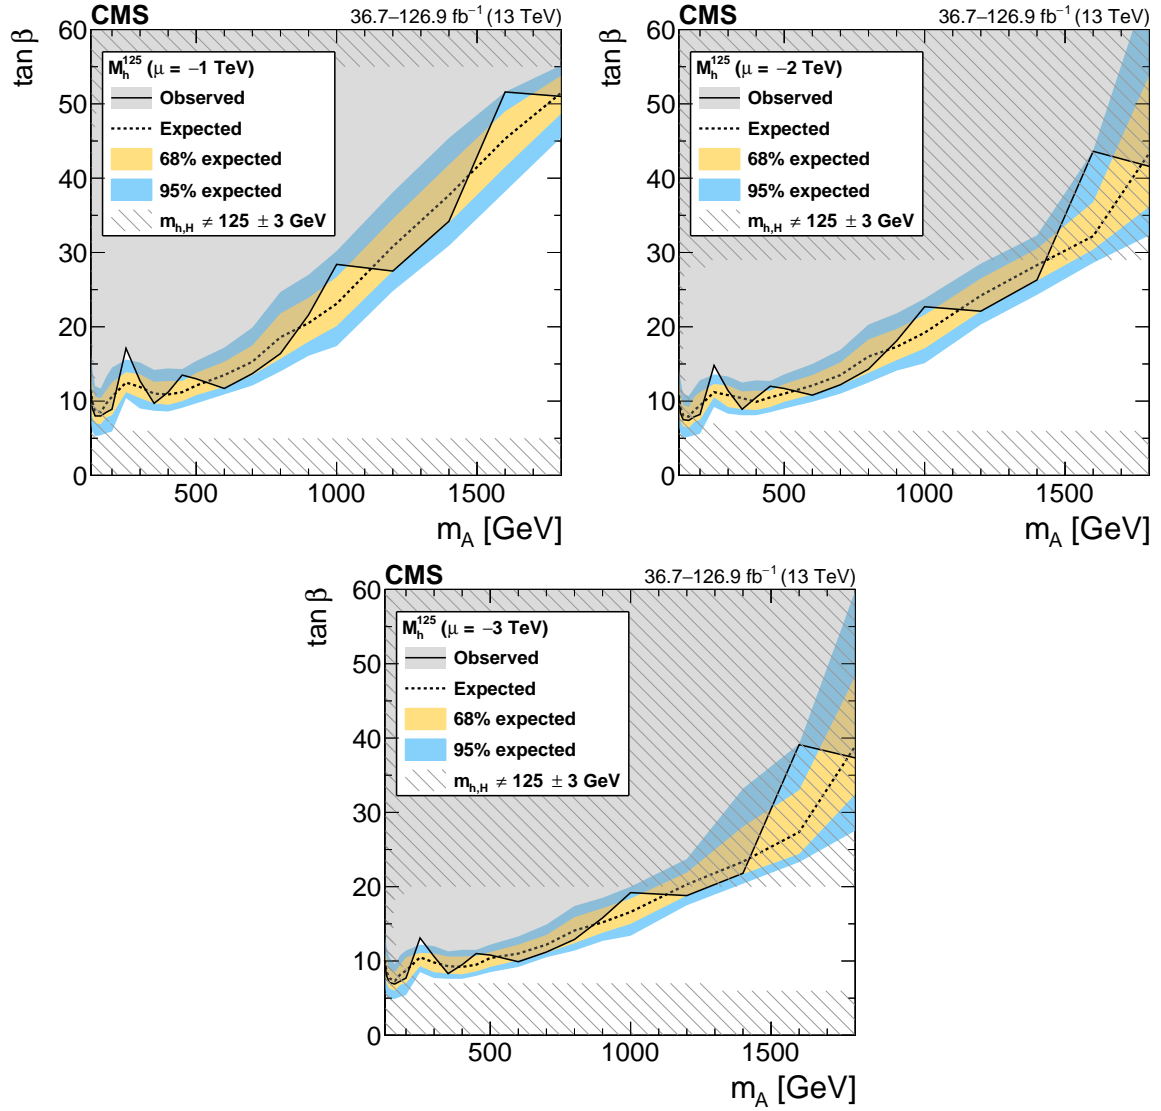 CMS 36.7–126.9 fb⁻¹ (13 TeV)
tan β
60
50
40
30
20
10
0
M_h^125 (μ = −1 TeV)
Observed
Expected
68% expected
95% expected
m_h,H ≠ 125 ± 3 GeV
500 1000 1500
m_A [GeV]
CMS 36.7–126.9 fb⁻¹ (13 TeV)
tan β
60
50
40
30
20
10
0
M_h^125 (μ = −2 TeV)
Observed
Expected
68% expected
95% expected
m_h,H ≠ 125 ± 3 GeV
500 1000 1500
m_A [GeV]
CMS 36.7–126.9 fb⁻¹ (13 TeV)
tan β
60
50
40
30
20
10
0
M_h^125 (μ = −3 TeV)
Observed
Expected
68% expected
95% expected
m_h,H ≠ 125 ± 3 GeV
500 1000 1500
m_A [GeV]